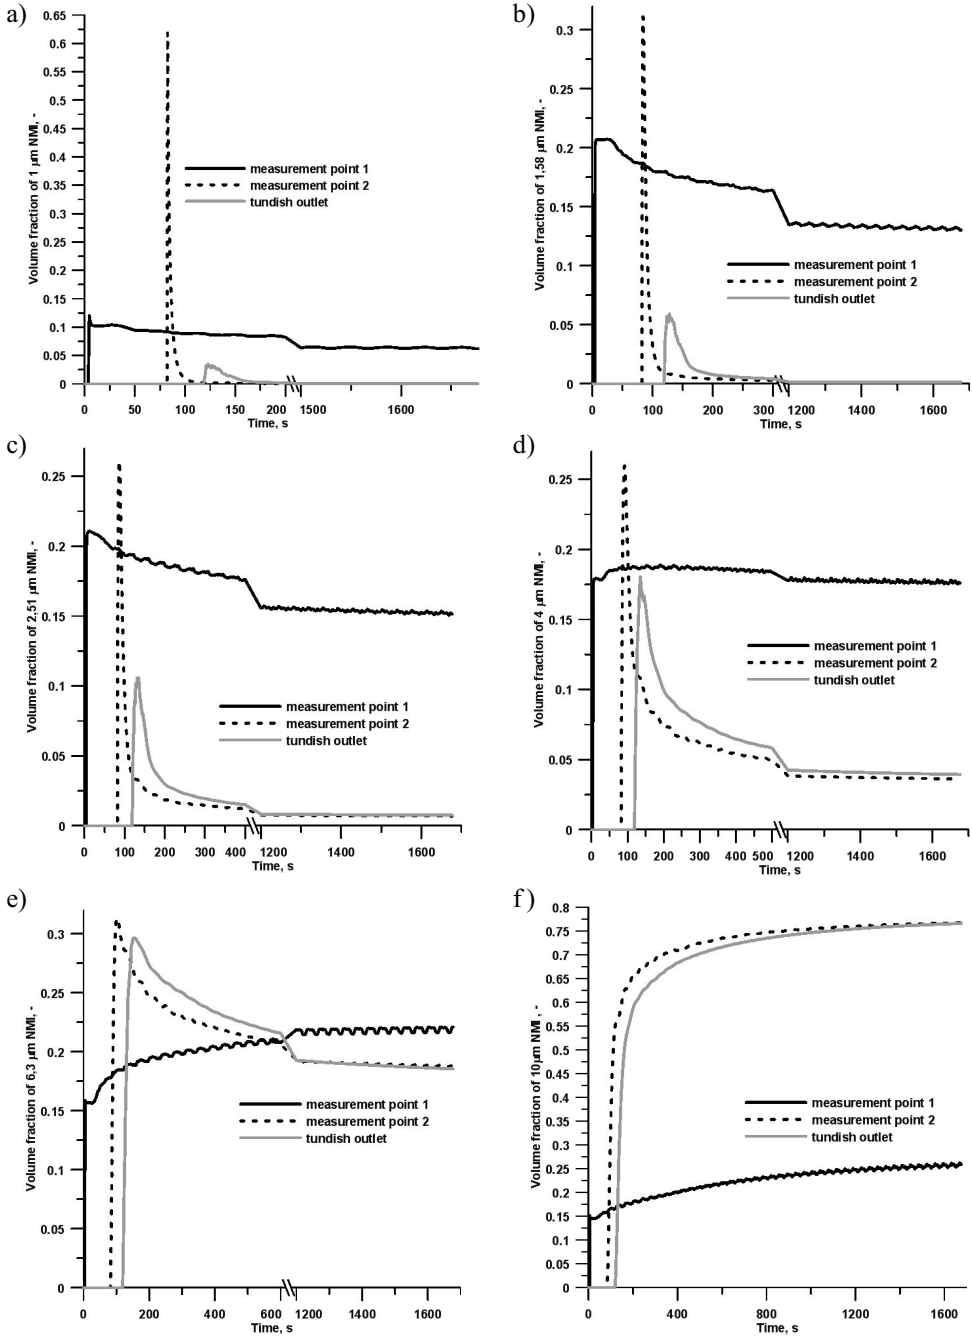 a)
Volume fraction of 1 µm NMI, -
0.65
0.6
0.55
0.5
0.45
0.4
0.35
0.3
0.25
0.2
0.15
0.1
0.05
0
measurement point 1
measurement point 2
tundish outlet
0 50 100 150 200 1500 1600
Time, s
b)
Volume fraction of 1,58 µm NMI, -
0.3
0.25
0.2
0.15
0.1
0.05
0
measurement point 1
measurement point 2
tundish outlet
0 100 200 300 1200 1400 1600
Time, s
c)
Volume fraction of 2,51 µm NMI, -
0.25
0.2
0.15
0.1
0.05
0
measurement point 1
measurement point 2
tundish outlet
0 100 200 300 400 1200 1400 1600
Time, s
d)
Volume fraction of 4 µm NMI, -
0.25
0.2
0.15
0.1
0.05
0
measurement point 1
measurement point 2
tundish outlet
0 100 200 300 400 500 1200 1400 1600
Time, s
e)
Volume fraction of 6,3 µm NMI, -
0.3
0.25
0.2
0.15
0.1
0.05
0
measurement point 1
measurement point 2
tundish outlet
0 200 400 600 1200 1400 1600
Time, s
f)
Volume fraction of 10µm NMI , -
0.8
0.75
0.7
0.65
0.6
0.55
0.5
0.45
0.4
0.35
0.3
0.25
0.2
0.15
0.1
0.05
0
measurement point 1
measurement point 2
tundish outlet
0 400 800 1200 1600
Time, s